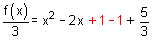 f(x)/3 = x² − 2x + 1 − 1 + 5/3